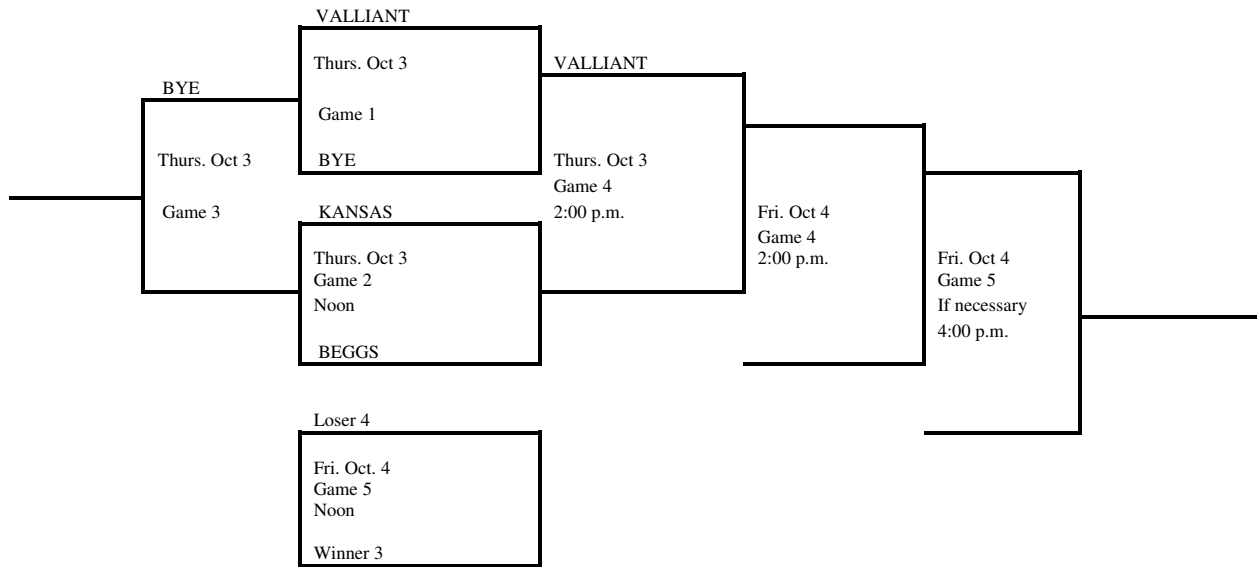 VALLIANT
Thurs. Oct 3
VALLIANT
BYE
Game 1
Thurs. Oct 3
BYE
Thurs. Oct 3
Game 4
Game 3
KANSAS
2:00 p.m.
Fri. Oct 4
Game 4
2:00 p.m.
Thurs. Oct 3
Game 2
Noon
Fri. Oct 4
Game 5
If necessary
4:00 p.m.
BEGGS
Loser 4
Fri. Oct. 4
Game 5
Noon
Winner 3